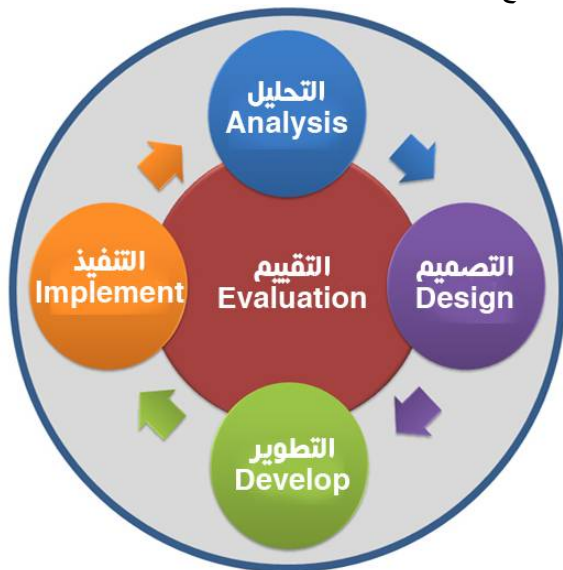 التحليل
Analysis
التصميم
Design
التقييم
Evaluation
التنفيذ
Implement
التطوير
Develop